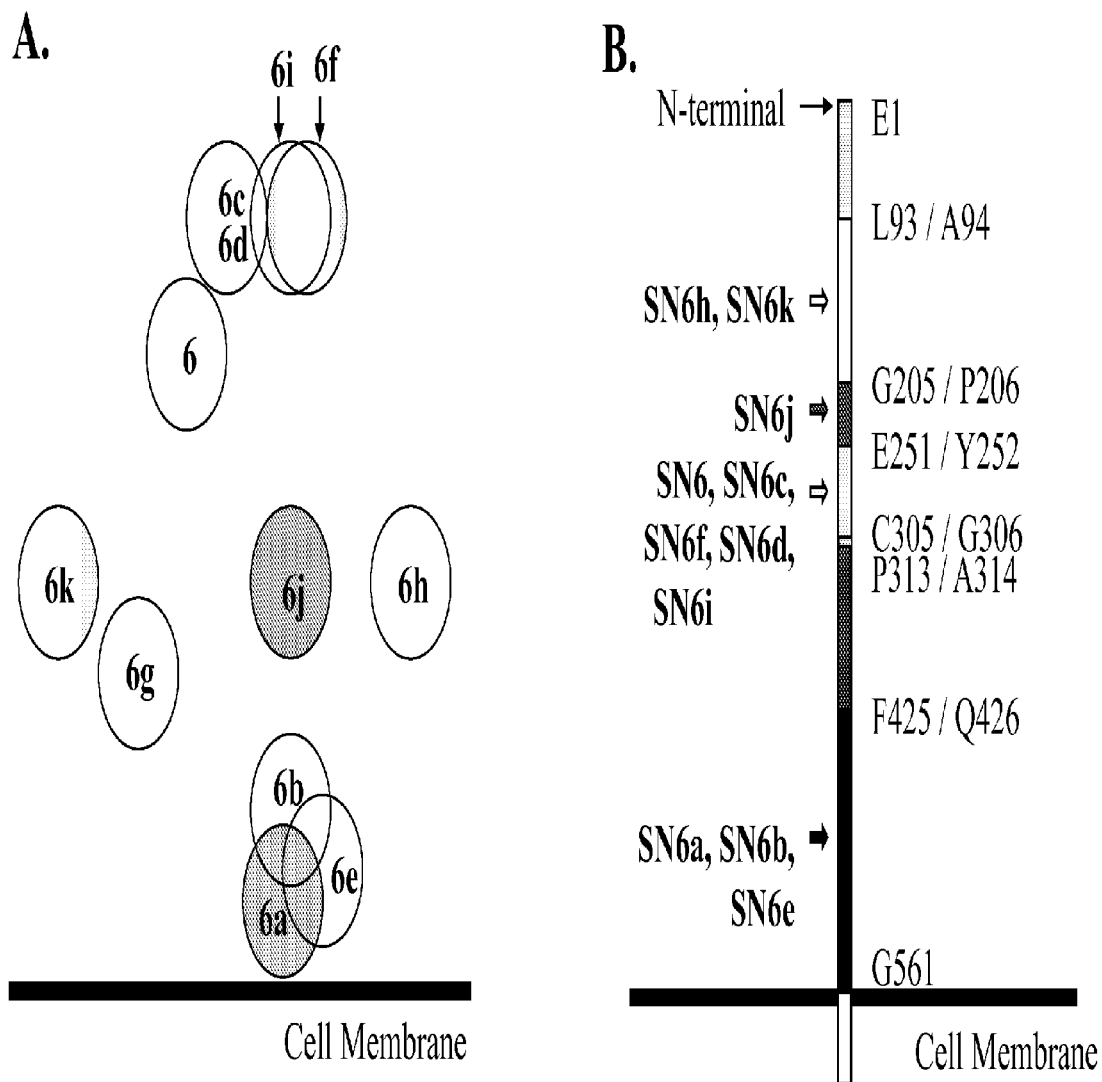 A.
6i
6f
6c
6d
6
6k
6j
6h
6g
6b
6e
6a
Cell Membrane
B.
N-terminal
E1
L93 / A94
SN6h, SN6k
G205 / P206
SN6j
E251 / Y252
SN6, SN6c,
SN6f, SN6d,
SN6i
C305 / G306
P313 / A314
F425 / Q426
SN6a, SN6b,
SN6e
G561
Cell Membrane